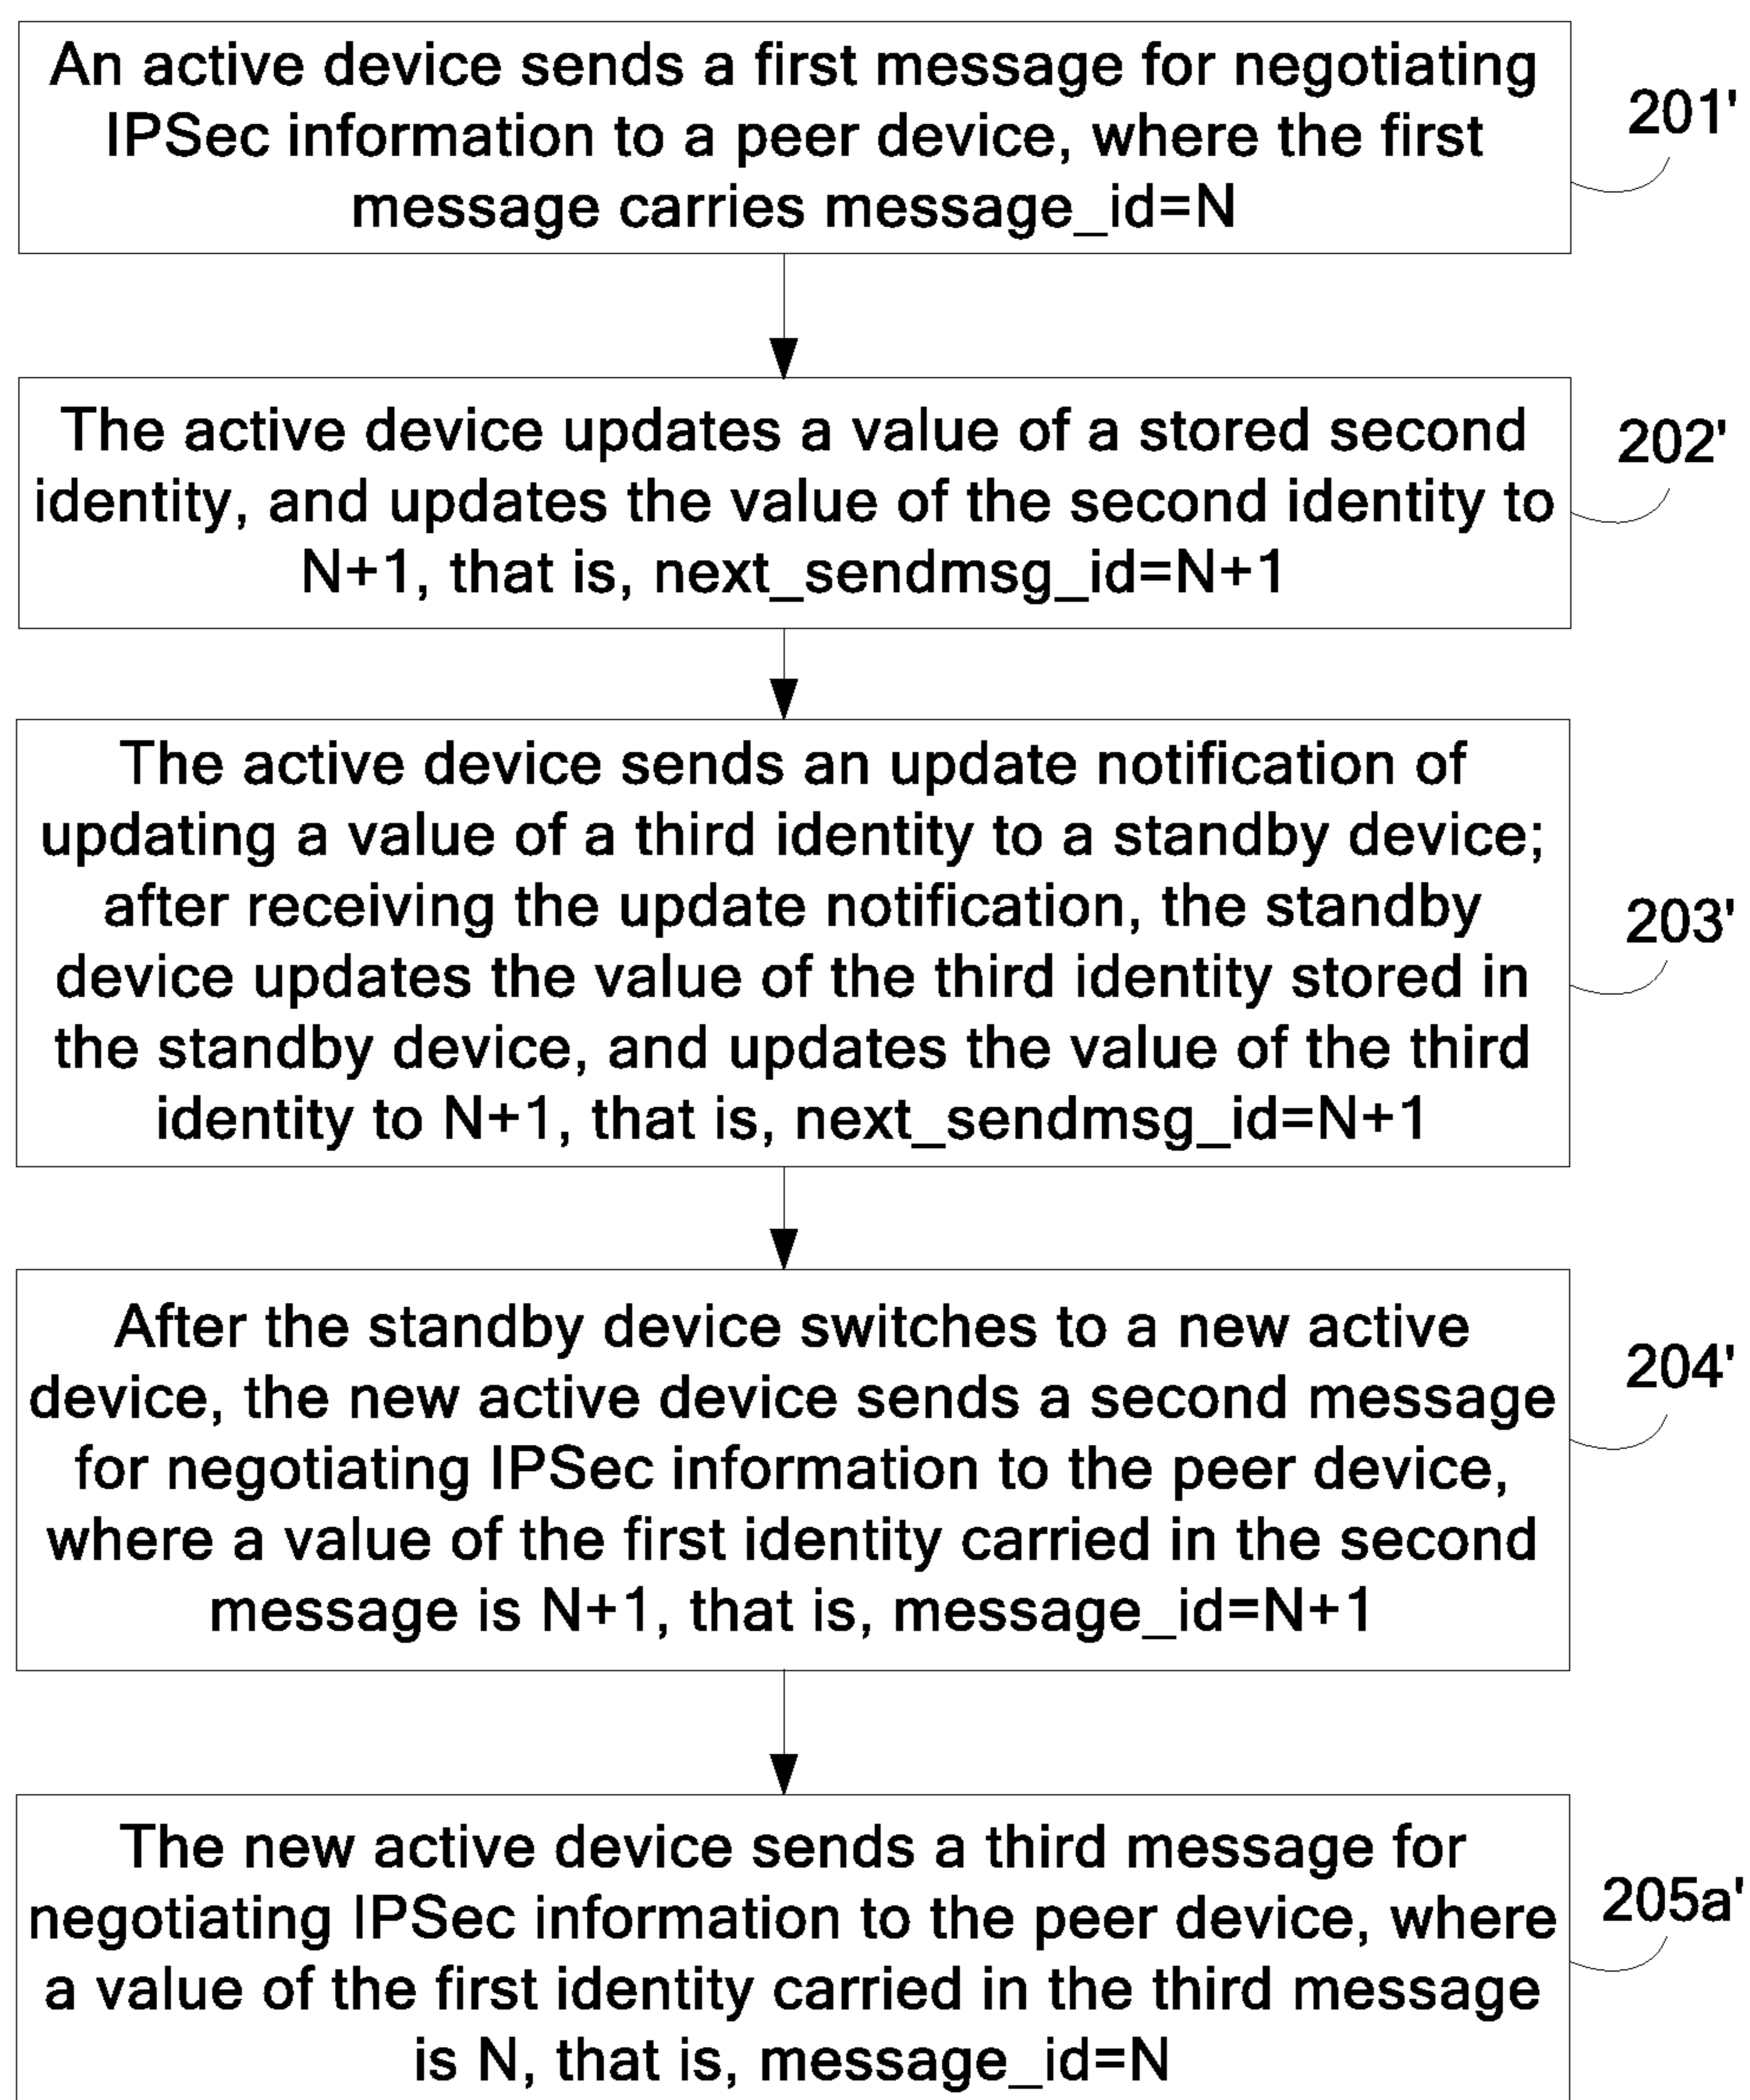 An active device sends a first message for negotiating
IPSec information to a peer device, where the first
message carries message_id=N
201'
The active device updates a value of a stored second
identity, and updates the value of the second identity to
N+1, that is, next_sendmsg_id=N+1
202'
The active device sends an update notification of
updating a value of a third identity to a standby device;
after receiving the update notification, the standby
device updates the value of the third identity stored in
the standby device, and updates the value of the third
identity to N+1, that is, next_sendmsg_id=N+1
203'
After the standby device switches to a new active
device, the new active device sends a second message
for negotiating IPSec information to the peer device,
where a value of the first identity carried in the second
message is N+1, that is, message_id=N+1
204'
The new active device sends a third message for
negotiating IPSec information to the peer device, where
a value of the first identity carried in the third message
is N, that is, message_id=N
205a'